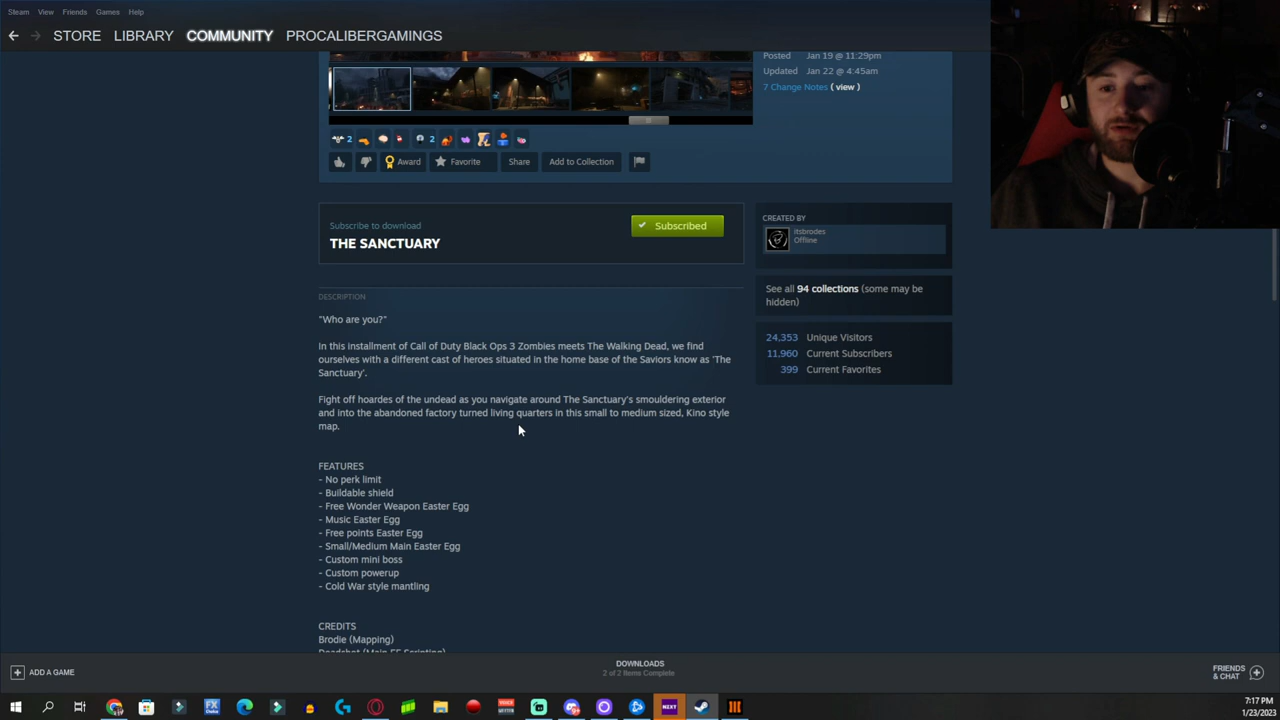 Steam View Friends Games Help
STORE LIBRARY COMMUNITY PROCALIBERGAMINGS
Posted Jan 19 @ 11:29pm
Updated Jan 22 @ 4:45am
7 Change Notes ( view )
2 2
Award Favorite Share Add to Collection
Subscribe to download
THE SANCTUARY
Subscribed
CREATED BY
itsbrodes
Offline
See all 94 collections (some may be
hidden)
24,353 Unique Visitors
11,960 Current Subscribers
399 Current Favorites
DESCRIPTION
"Who are you?"
In this installment of Call of Duty Black Ops 3 Zombies meets The Walking Dead, we find
ourselves with a different cast of heroes situated in the home base of the Saviors know as 'The
Sanctuary'.
Fight off hoardes of the undead as you navigate around The Sanctuary's smouldering exterior
and into the abandoned factory turned living quarters in this small to medium sized, Kino style
map.
FEATURES
- No perk limit
- Buildable shield
- Free Wonder Weapon Easter Egg
- Music Easter Egg
- Free points Easter Egg
- Small/Medium Main Easter Egg
- Custom mini boss
- Custom powerup
- Cold War style mantling
CREDITS
Brodie (Mapping)
Deadshot (Main EE Scripting)
ADD A GAME
DOWNLOADS
2 of 2 Items Complete
FRIENDS
& CHAT
NEXT
7:17 PM
1/23/2023